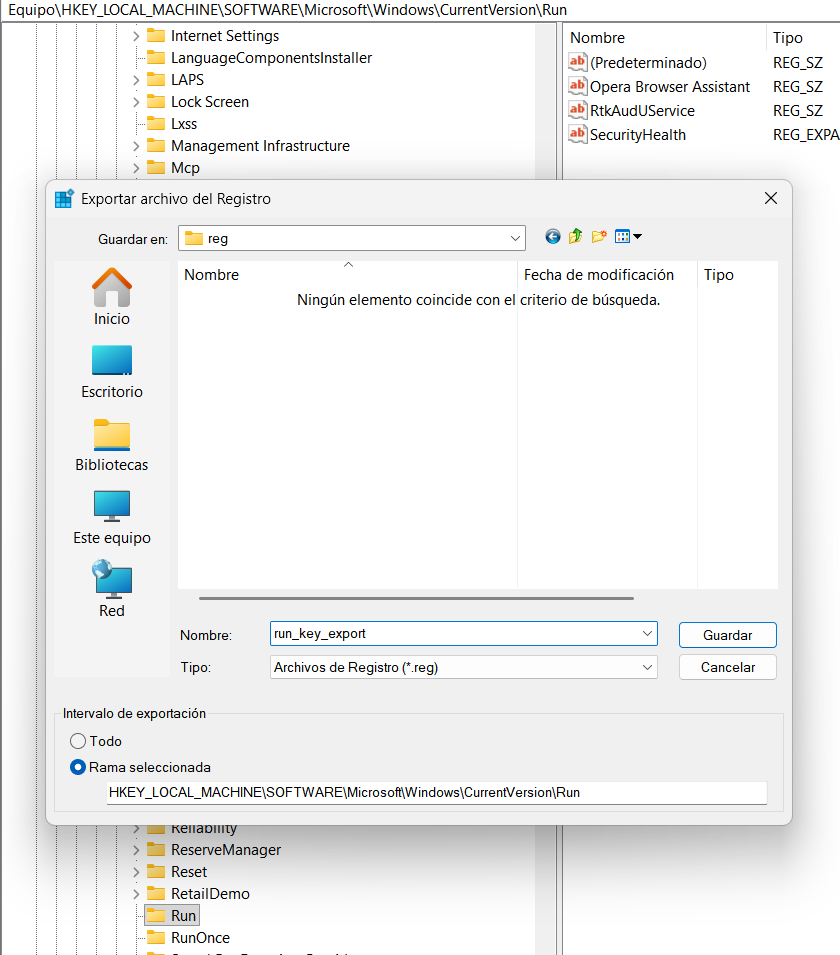 Equipo\HKEY_LOCAL_MACHINE\SOFTWARE\Microsoft\Windows\CurrentVersion\Run
Internet Settings
LanguageComponentsInstaller
LAPS
Lock Screen
Lxss
Management Infrastructure
Mcp
Nombre Tipo
ab (Predeterminado) REG_SZ
ab Opera Browser Assistant REG_SZ
ab RtkAudUService REG_SZ
ab SecurityHealth REG_EXPA
Exportar archivo del Registro
Guardar en: reg
Nombre Fecha de modificación Tipo
Ningún elemento coincide con el criterio de búsqueda.
Inicio
Escritorio
Bibliotecas
Este equipo
Red
Nombre: run_key_export Guardar
Tipo: Archivos de Registro (*.reg) Cancelar
Intervalo de exportación
Todo
Rama seleccionada
HKEY_LOCAL_MACHINE\SOFTWARE\Microsoft\Windows\CurrentVersion\Run
Reliability
ReserveManager
Reset
RetailDemo
Run
RunOnce